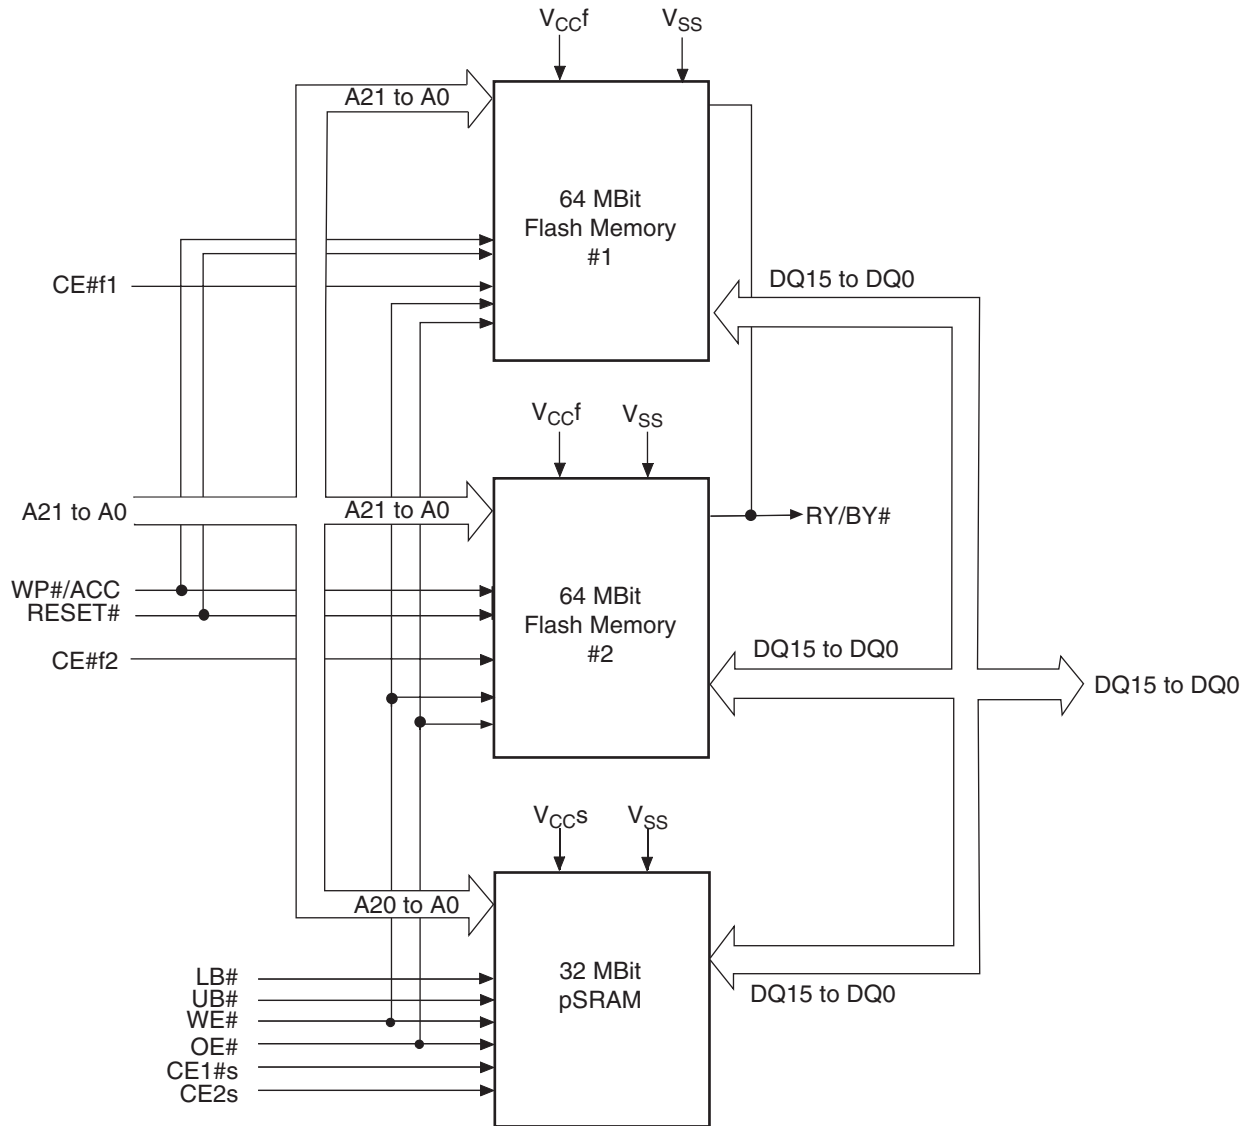 VCCf VSS
A21 to A0
64 MBit
Flash Memory
#1
CE#f1
DQ15 to DQ0
VCCf VSS
A21 to A0
A21 to A0
RY/BY#
WP#/ACC
RESET#
64 MBit
Flash Memory
#2
CE#f2
DQ15 to DQ0
DQ15 to DQ0
VCCs VSS
A20 to A0
32 MBit
pSRAM
LB#
UB#
WE#
OE#
CE1#s
CE2s
DQ15 to DQ0